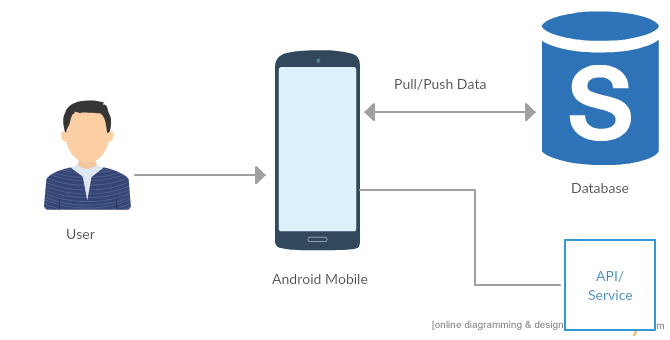 Pull/Push Data
S
Database
User
Android Mobile
API/
Service
[online diagramming & design
m